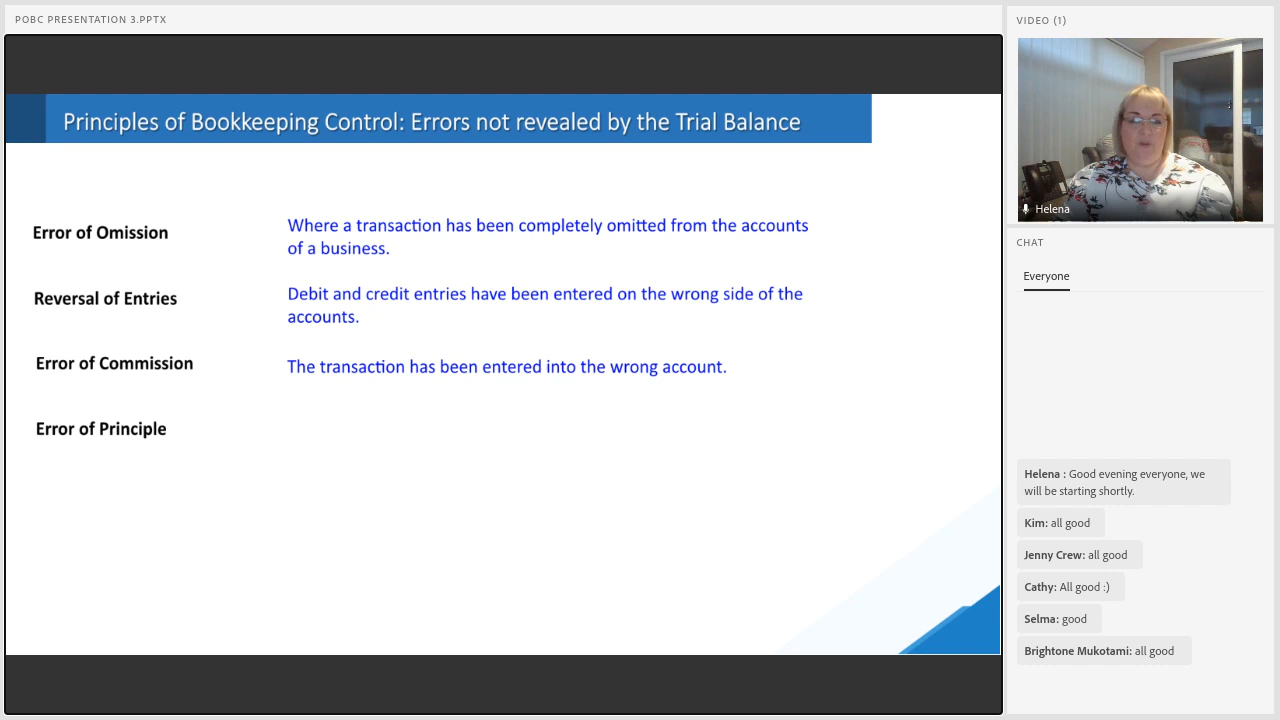 POBC PRESENTATION 3.PPTX
Principles of Bookkeeping Control: Errors not revealed by the Trial Balance
Error of Omission
Where a transaction has been completely omitted from the accounts
of a business.
Reversal of Entries
Debit and credit entries have been entered on the wrong side of the
accounts.
Error of Commission
The transaction has been entered into the wrong account.
Error of Principle
VIDEO (1)
Helena
CHAT
Everyone
Helena : Good evening everyone, we
will be starting shortly.
Kim: all good
Jenny Crew: all good
Cathy: All good :)
Selma: good
Brightone Mukotami: all good